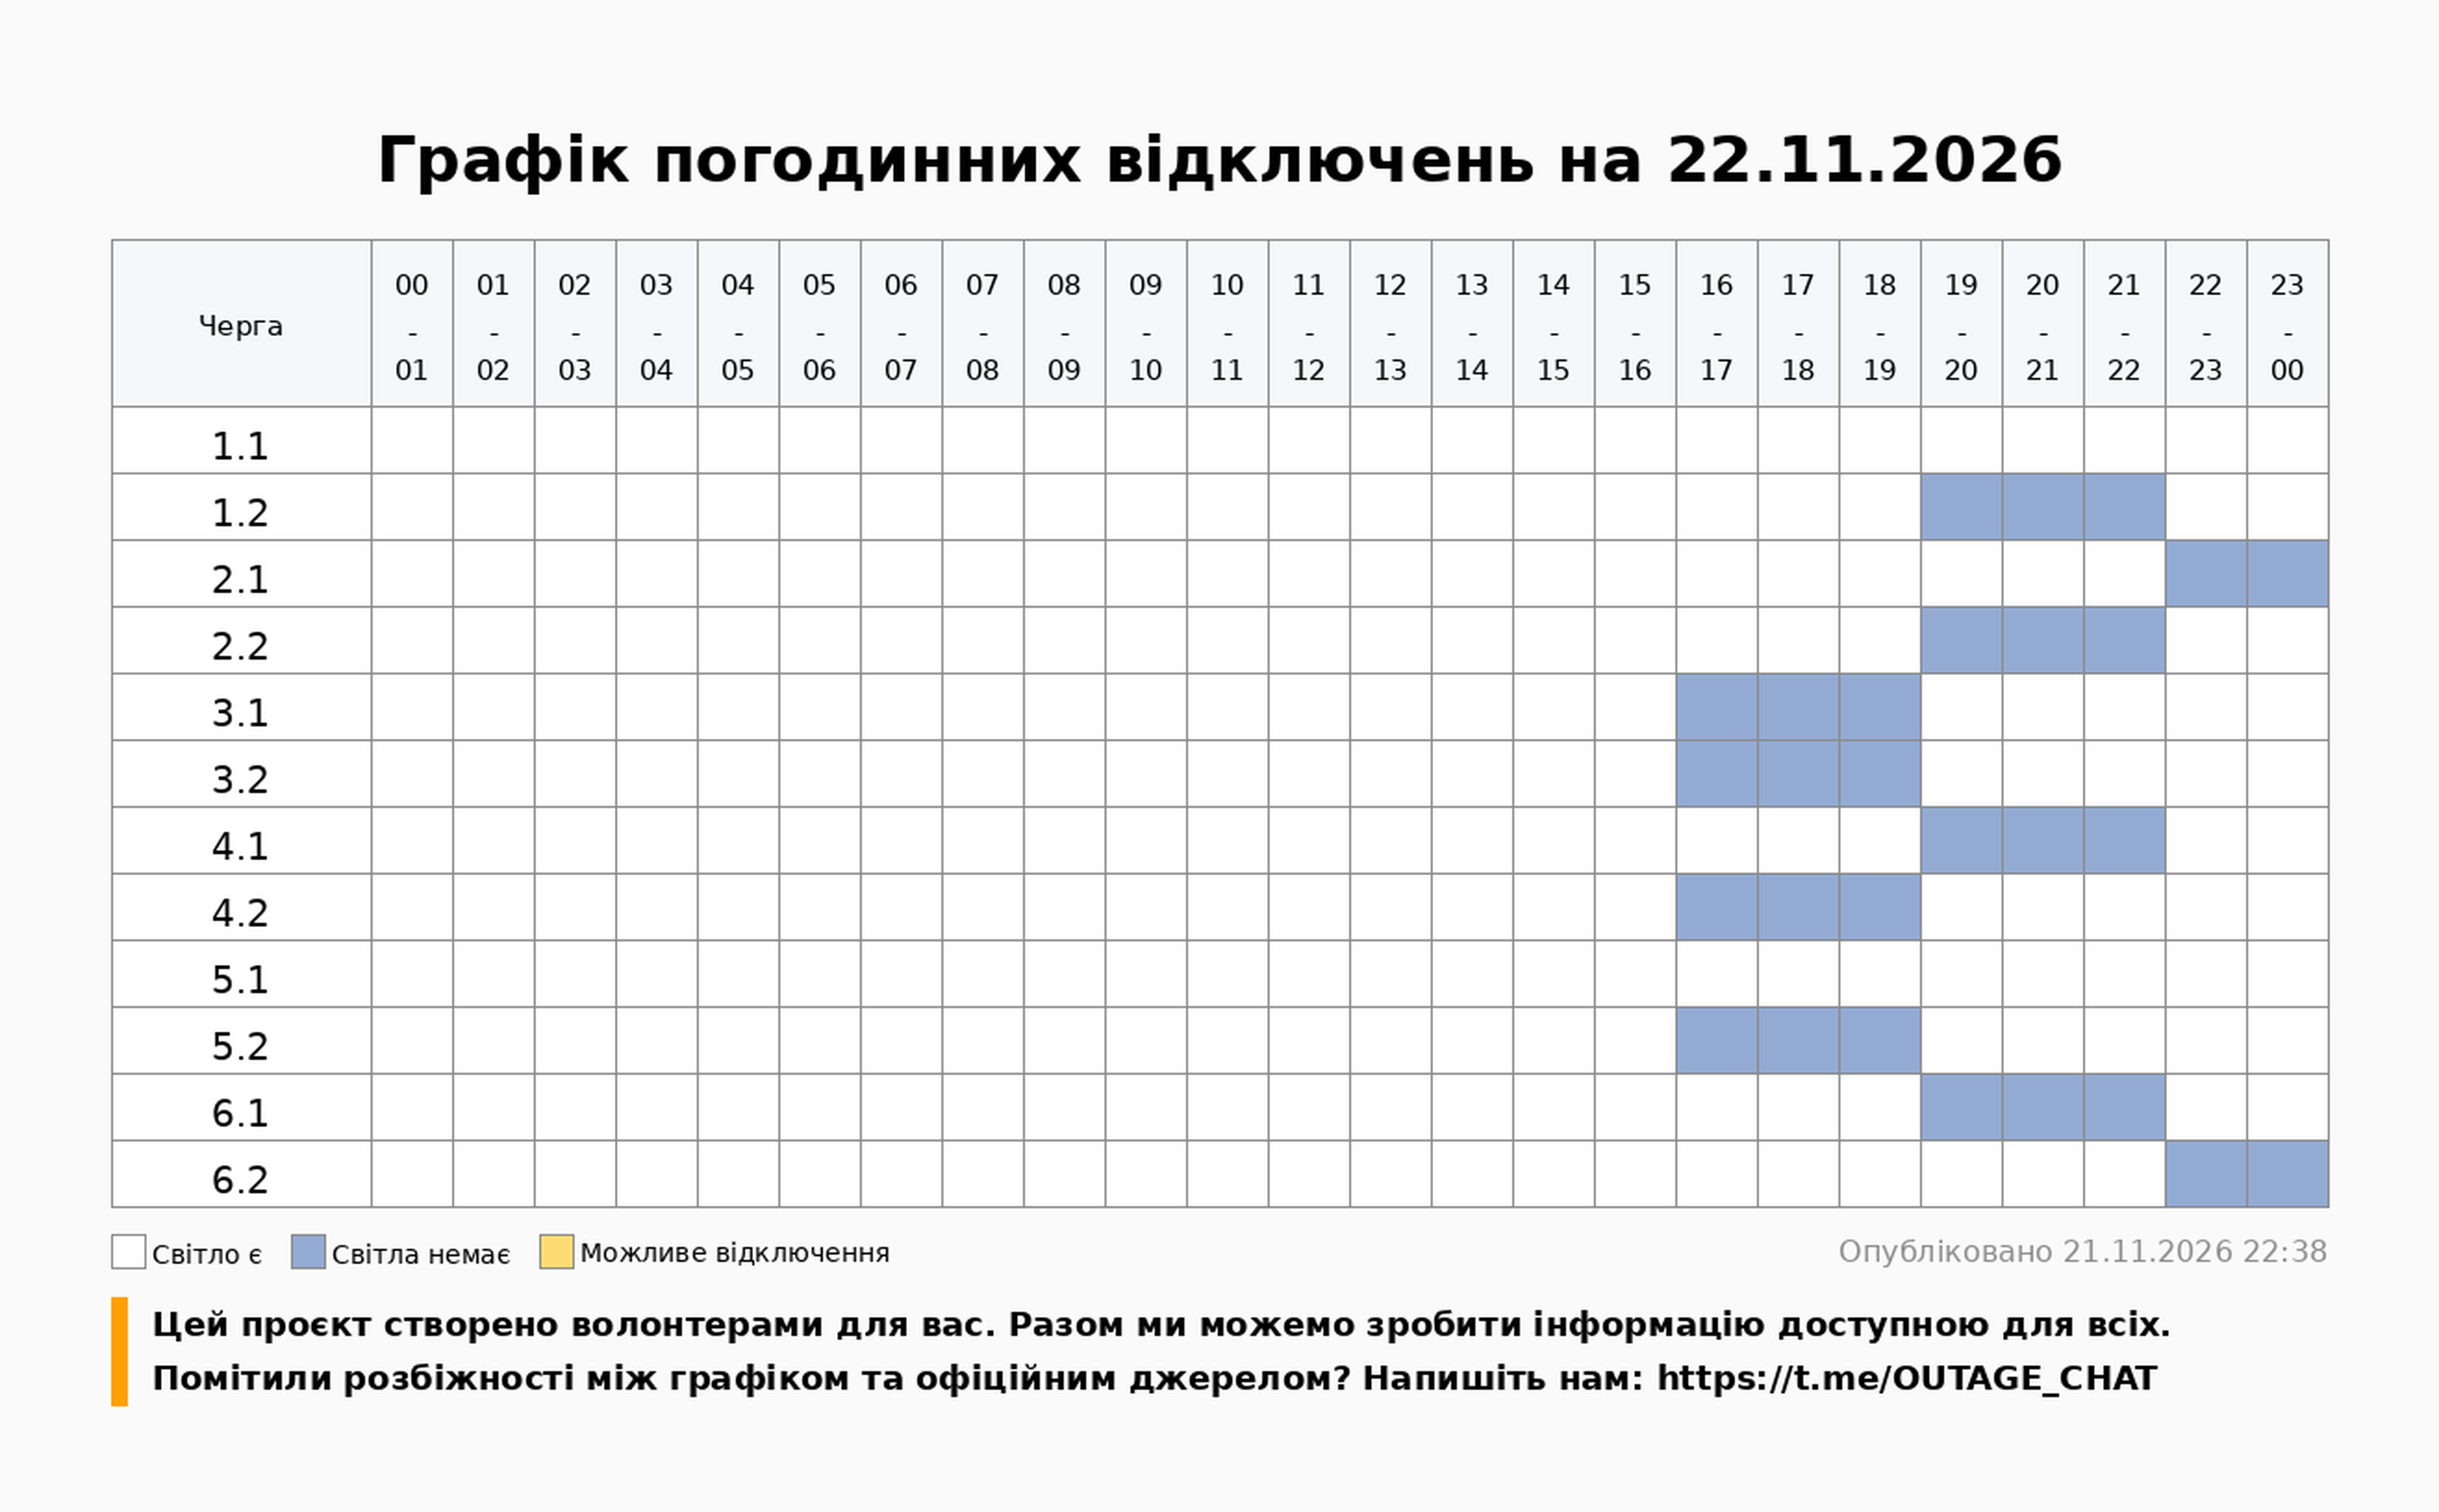 Графік погодинних відключень на 22.11.2026
Черга 00 - 01 01 - 02 02 - 03 03 - 04 04 - 05 05 - 06 06 - 07 07 - 08 08 - 09 09 - 10 10 - 11 11 - 12 12 - 13 13 - 14 14 - 15 15 - 16 16 - 17 17 - 18 18 - 19 19 - 20 20 - 21 21 - 22 22 - 23 23 - 00
1.1
1.2
2.1
2.2
3.1
3.2
4.1
4.2
5.1
5.2
6.1
6.2
Світло є Світла немає Можливе відключення Опубліковано 21.11.2026 22:38
Цей проєкт створено волонтерами для вас. Разом ми можемо зробити інформацію доступною для всіх.
Помітили розбіжності між графіком та офіційним джерелом? Напишіть нам: https://t.me/OUTAGE_CHAT